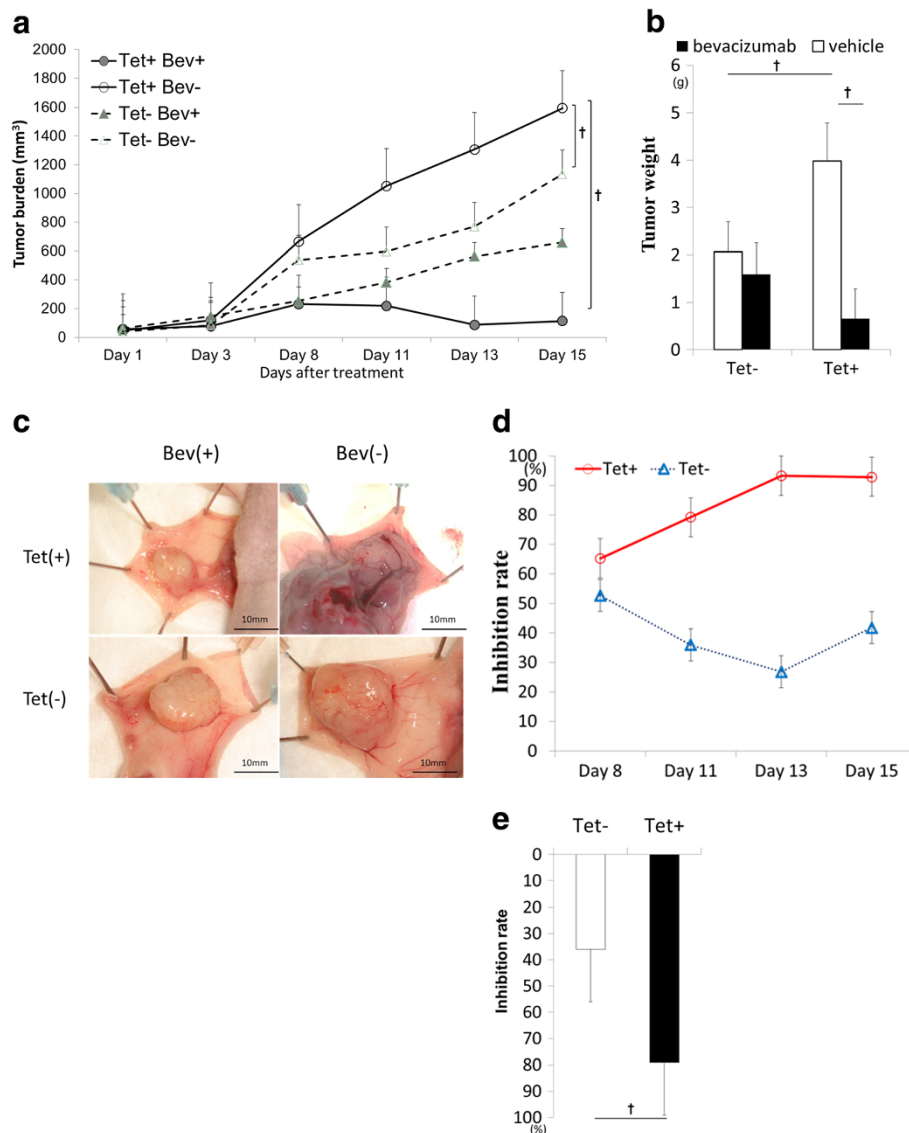 a
2000
1800
1600
1400
1200
1000
800
600
400
200
0
Tumor burden (mm³)
Tet+ Bev+
Tet+ Bev-
Tet- Bev+
Tet- Bev-
†
†
Day 1 Day 3 Day 8 Day 11 Day 13 Day 15
Days after treatment
b
bevacizumab vehicle
6
(g)
5
4
3
2
1
0
Tumor weight
†
†
Tet- Tet+
c
Bev(+) Bev(-)
Tet(+)
10mm 10mm
Tet(-)
10mm 10mm
d
100
(%)
90
80
70
60
50
40
30
20
10
0
Inhibition rate
Tet+ Tet-
Day 8 Day 11 Day 13 Day 15
e
Tet- Tet+
0
10
20
30
40
50
60
70
80
90
100
(%)
Inhibition rate
†